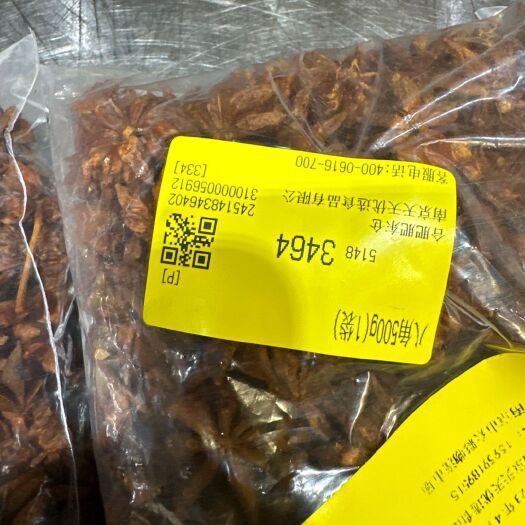 八角500g(1袋)
5148 3464
合肥肥东仓
南京天天优选食品有限公
客服电话:400-0616-700
[P]
245148346402
310000056912
[334]
15939189515